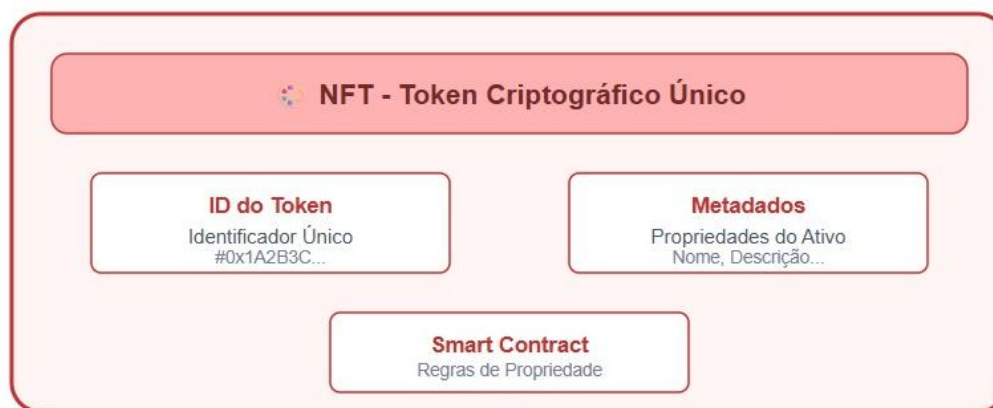 NFT - Token Criptográfico Único
ID do Token
Identificador Único
#0x1A2B3C...
Metadados
Propriedades do Ativo
Nome, Descrição...
Smart Contract
Regras de Propriedade